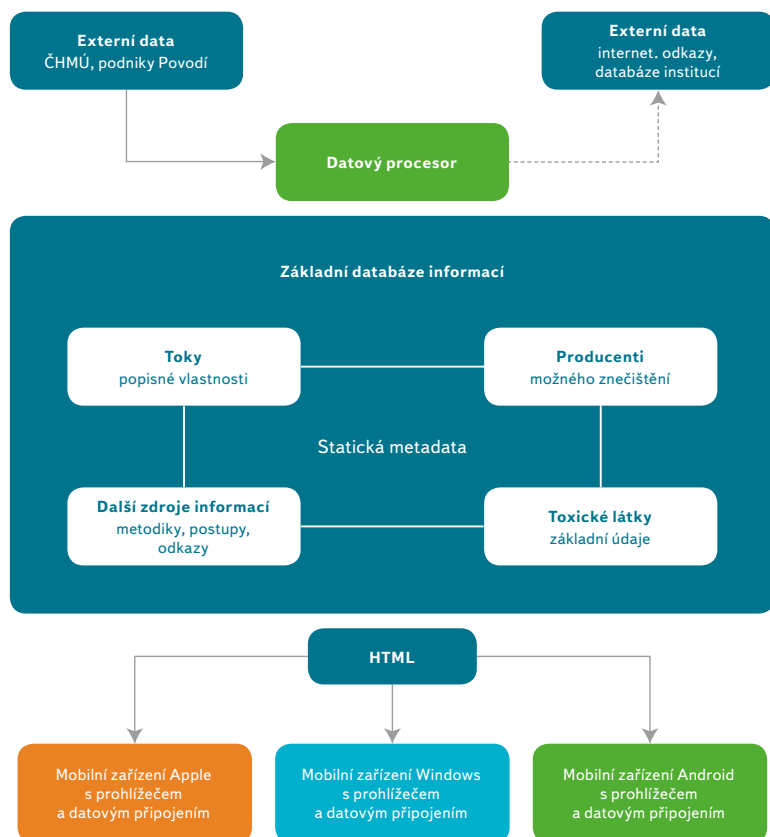 Externí data
ČHMÚ, podniky Povodí
Externí data
internet. odkazy,
databáze institucí
Datový procesor
Základní databáze informací
Toky
popisné vlastnosti
Producenti
možného znečištění
Statická metadata
Další zdroje informací
metodiky, postupy,
odkazy
Toxické látky
základní údaje
HTML
Mobilní zařízení Apple
s prohlížečem
a datovým připojením
Mobilní zařízení Windows
s prohlížečem
a datovým připojením
Mobilní zařízení Android
s prohlížečem
a datovým připojením